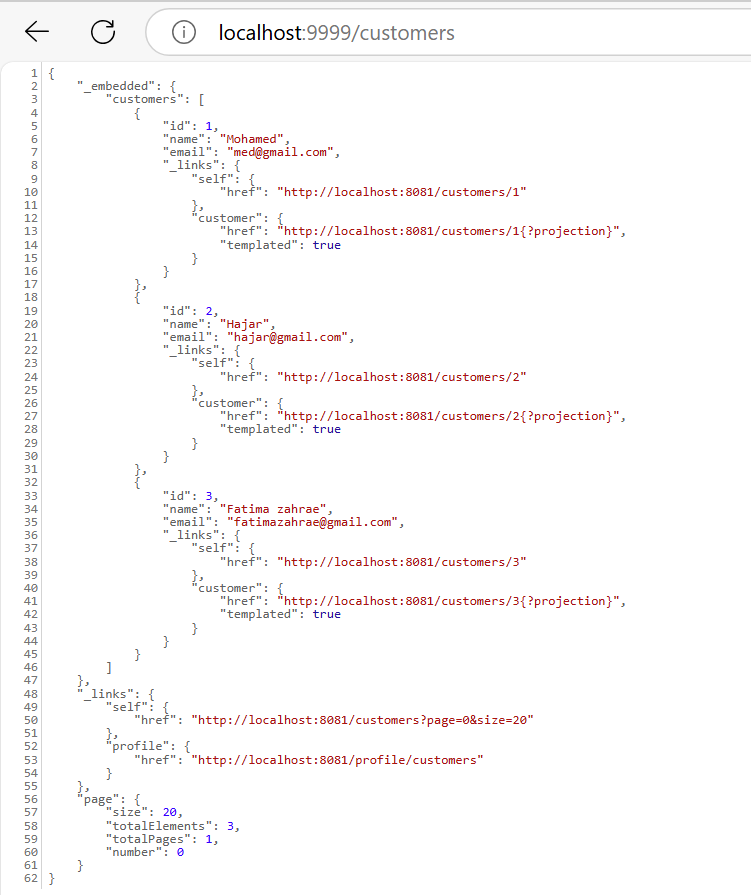 localhost:9999/customers
1 {
2     "_embedded": {
3         "customers": [
4             {
5                 "id": 1,
6                 "name": "Mohamed",
7                 "email": "med@gmail.com",
8                 "_links": {
9                     "self": {
10                         "href": "http://localhost:8081/customers/1"
11                     },
12                     "customer": {
13                         "href": "http://localhost:8081/customers/1{?projection}",
14                         "templated": true
15                     }
16                 }
17             },
18             {
19                 "id": 2,
20                 "name": "Hajar",
21                 "email": "hajar@gmail.com",
22                 "_links": {
23                     "self": {
24                         "href": "http://localhost:8081/customers/2"
25                     },
26                     "customer": {
27                         "href": "http://localhost:8081/customers/2{?projection}",
28                         "templated": true
29                     }
30                 }
31             },
32             {
33                 "id": 3,
34                 "name": "Fatima zahrae",
35                 "email": "fatimazahrae@gmail.com",
36                 "_links": {
37                     "self": {
38                         "href": "http://localhost:8081/customers/3"
39                     },
40                     "customer": {
41                         "href": "http://localhost:8081/customers/3{?projection}",
42                         "templated": true
43                     }
44                 }
45             }
46         ]
47     },
48     "_links": {
49         "self": {
50             "href": "http://localhost:8081/customers?page=0&size=20"
51         },
52         "profile": {
53             "href": "http://localhost:8081/profile/customers"
54         }
55     },
56     "page": {
57         "size": 20,
58         "totalElements": 3,
59         "totalPages": 1,
60         "number": 0
61     }
62 }